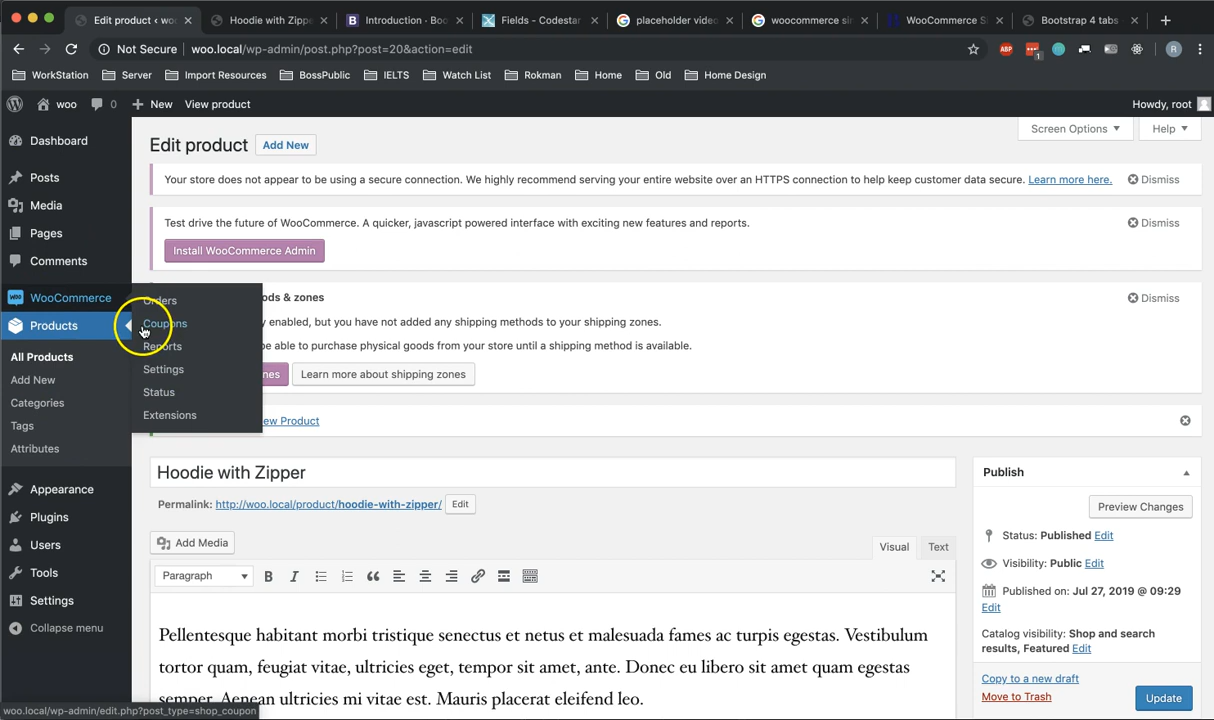 Edit product ‹ woo
Hoodie with Zippe
Introduction · Boo
Fields - Codestar
placeholder video
woocommerce sin
WooCommerce Si
Bootstrap 4 tabs
Not Secure | woo.local/wp-admin/post.php?post=20&action=edit
ABP
1
R
WorkStation
Server
Import Resources
BossPublic
IELTS
Watch List
Rokman
Home
Old
Home Design
woo
0
New
View product
Howdy, root
Dashboard
Posts
Media
Pages
Comments
WooCommerce
Products
All Products
Add New
Categories
Tags
Attributes
Appearance
Plugins
Users
Tools
Settings
Collapse menu
Orders
Coupons
Reports
Settings
Status
Extensions
Screen Options
Help
Edit product
Add New
Your store does not appear to be using a secure connection. We highly recommend serving your entire website over an HTTPS connection to help keep customer data secure. Learn more here.
Dismiss
Test drive the future of WooCommerce. A quicker, javascript powered interface with exciting new features and reports.
Dismiss
Install WooCommerce Admin
ods & zones
Dismiss
y enabled, but you have not added any shipping methods to your shipping zones.
be able to purchase physical goods from your store until a shipping method is available.
nes
Learn more about shipping zones
ew Product
Hoodie with Zipper
Permalink: http://woo.local/product/hoodie-with-zipper/
Edit
Add Media
Visual
Text
Paragraph
Pellentesque habitant morbi tristique senectus et netus et malesuada fames ac turpis egestas. Vestibulum
tortor quam, feugiat vitae, ultricies eget, tempor sit amet, ante. Donec eu libero sit amet quam egestas
semper. Aenean ultricies mi vitae est. Mauris placerat eleifend leo.
Publish
Preview Changes
Status: Published Edit
Visibility: Public Edit
Published on: Jul 27, 2019 @ 09:29
Edit
Catalog visibility: Shop and search
results, Featured Edit
Copy to a new draft
Move to Trash
Update
woo.local/wp-admin/edit.php?post_type=shop_coupon